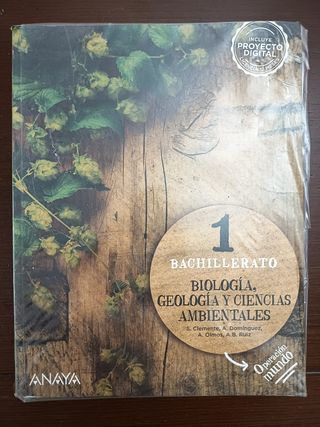 INCLUYE
PROYECTO
DIGITAL
1
BACHILLERATO
BIOLOGÍA,
GEOLOGÍA Y CIENCIAS
AMBIENTALES
S. Clemente, A. Domínguez,
A. Olmos, A.B. Ruiz
Operación
mundo
ANAYA